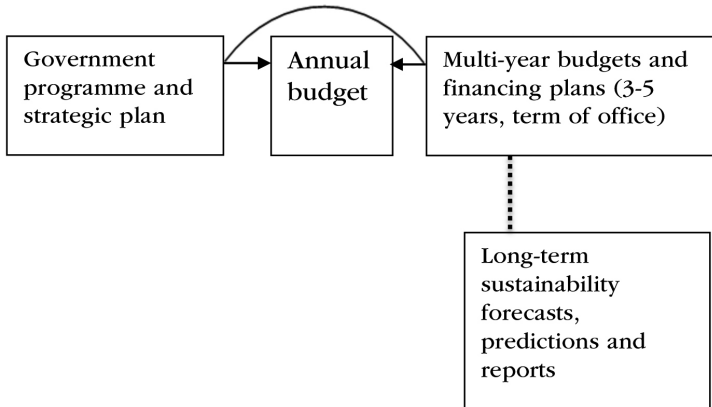 Government
programme and
strategic plan
Annual
budget
Multi-year budgets and
financing plans (3-5
years, term of office)
Long-term
sustainability
forecasts,
predictions and
reports